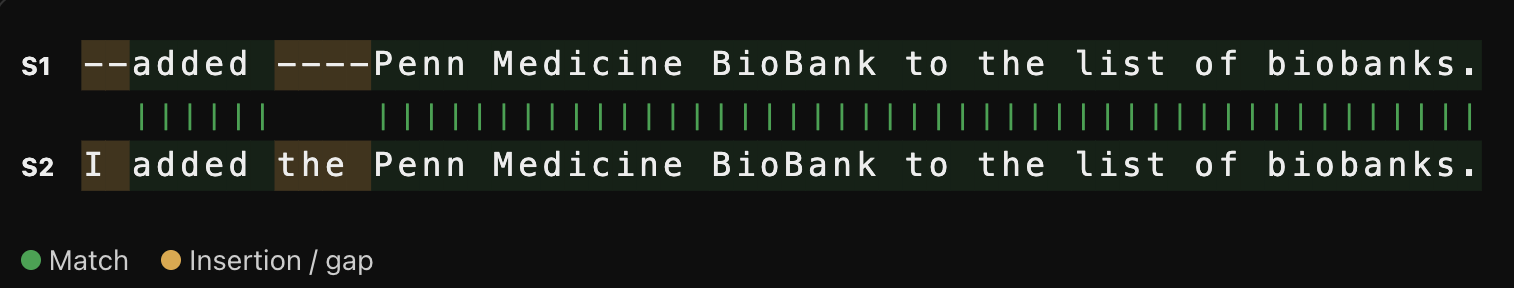 S1 --added ----Penn Medicine BioBank to the list of biobanks.
|||||| ||||||||||||||||||||||||||||||||||||||||||||||
S2 I added the Penn Medicine BioBank to the list of biobanks.
Match Insertion / gap